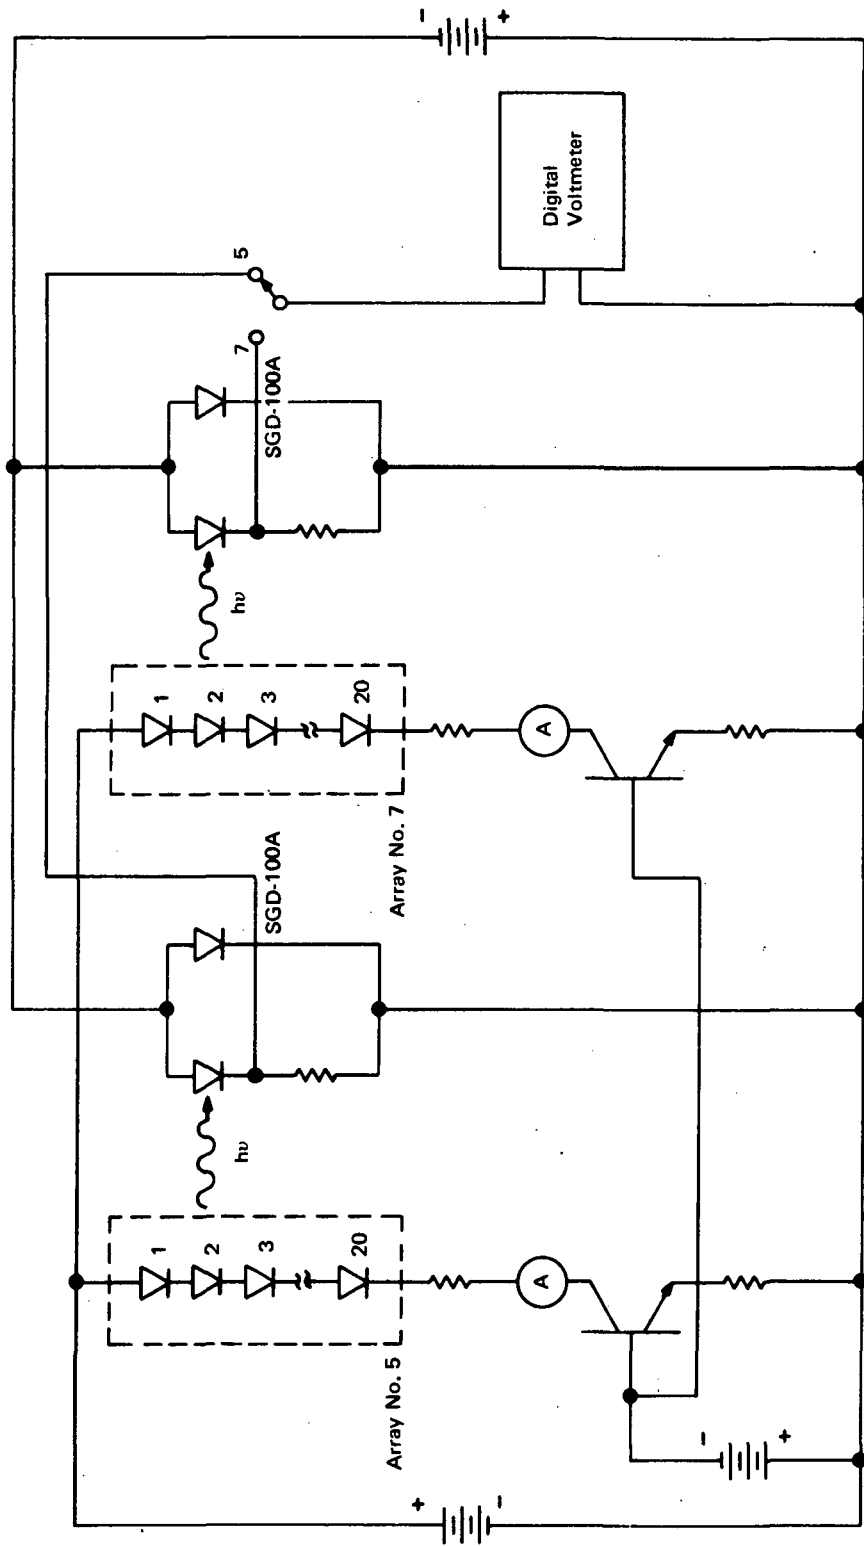 +
-
-
+
Array No. 5
1
2
3
20
A
hν
SGD-100A
Array No. 7
1
2
3
20
A
hν
SGD-100A
7
5
Digital
Voltmeter
-
+